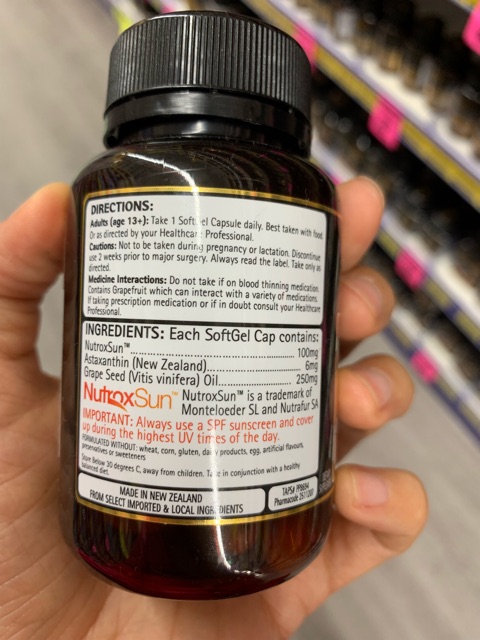 DIRECTIONS:
Adults (age 13+): Take 1 SoftGel Capsule daily. Best taken with food
Or as directed by your Healthcare Professional.
Cautions: Not to be taken during pregnancy or lactation. Discontinue
use 2 weeks prior to major surgery. Always read the label. Take only as
directed.
Medicine Interactions: Do not take if on blood thinning medication.
Contains Grapefruit which can interact with a variety of medications.
If taking prescription medication or if in doubt consult your Healthcare
Professional.
INGREDIENTS: Each SoftGel Cap contains:
NutroxSun™ 100mg
Astaxanthin (New Zealand) 6mg
Grape Seed (Vitis vinifera) Oil 250mg
NutroxSun™ NutroxSun™ is a trademark of
Monteloeder SL and Nutrafur SA
IMPORTANT: Always use a SPF sunscreen and cover
up during the highest UV times of the day.
FORMULATED WITHOUT: wheat, corn, gluten, dairy products, egg, artificial flavours,
preservatives or sweeteners
Store Below 30 degrees C, away from children. Take in conjunction with a healthy
balanced diet.
MADE IN NEW ZEALAND
FROM SELECT IMPORTED & LOCAL INGREDIENTS
TAPS# PP8694
Pharmacode